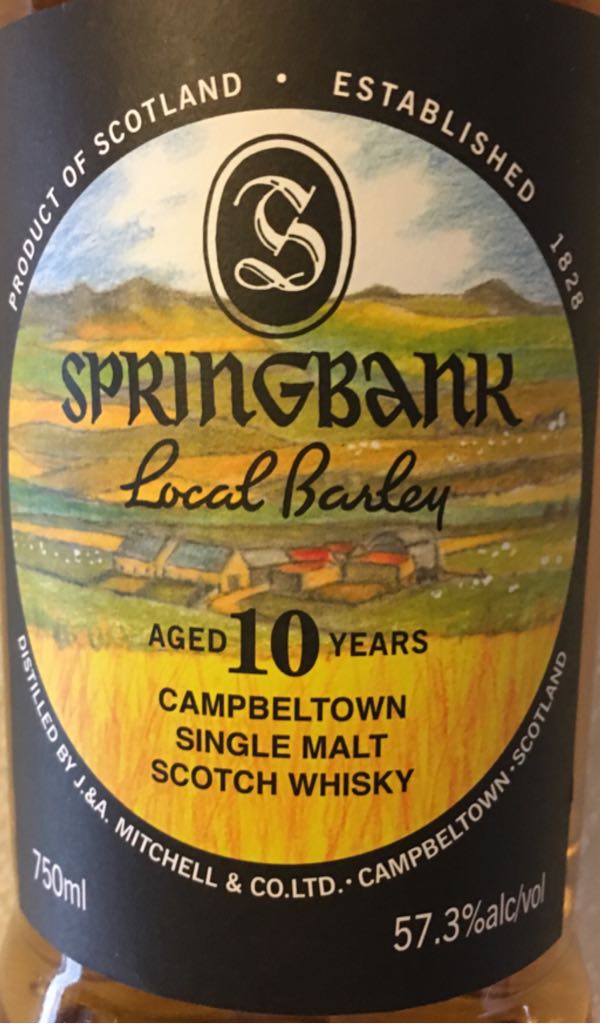 PRODUCT OF SCOTLAND • ESTABLISHED 1828
S
SPRINGBANK
Local Barley
AGED 10 YEARS
CAMPBELTOWN
SINGLE MALT
SCOTCH WHISKY
DISTILLED BY J.&A. MITCHELL & CO.LTD. · CAMPBELTOWN · SCOTLAND
750ml
57.3%alc/vol